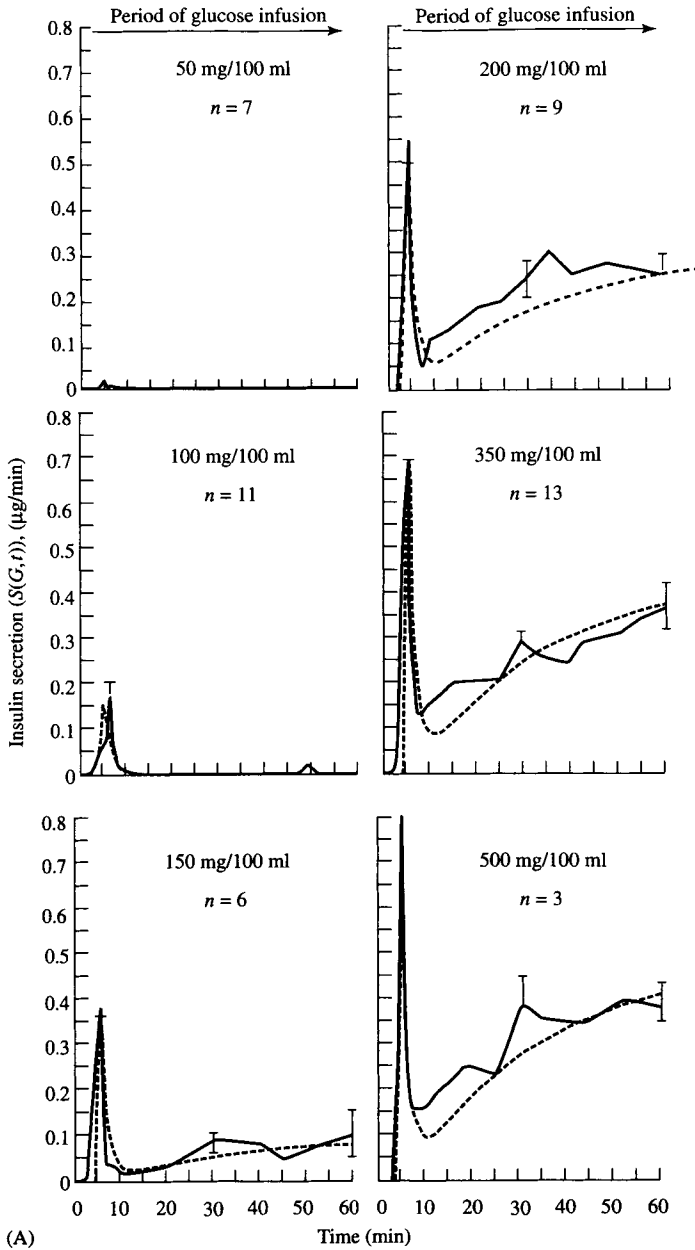 Period of glucose infusion
0.8
0.7
0.6
0.5
0.4
0.3
0.2
0.1
0
50 mg/100 ml
n = 7
Period of glucose infusion
200 mg/100 ml
n = 9
Insulin secretion (S(G,t)), (μg/min)
0.8
0.7
0.6
0.5
0.4
0.3
0.2
0.1
0
100 mg/100 ml
n = 11
350 mg/100 ml
n = 13
0.8
0.7
0.6
0.5
0.4
0.3
0.2
0.1
0
150 mg/100 ml
n = 6
500 mg/100 ml
n = 3
0 10 20 30 40 50 60
0 10 20 30 40 50 60
(A)
Time (min)